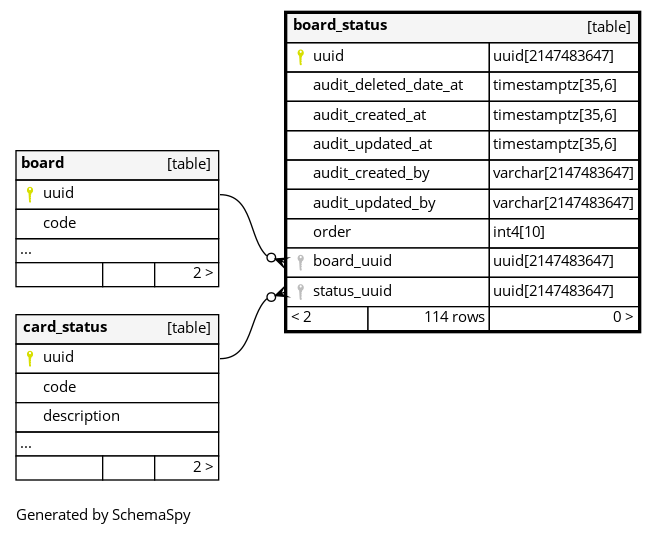 board_status [table]
uuid uuid[2147483647]
audit_deleted_date_at timestamptz[35,6]
audit_created_at timestamptz[35,6]
audit_updated_at timestamptz[35,6]
audit_created_by varchar[2147483647]
audit_updated_by varchar[2147483647]
order int4[10]
board_uuid uuid[2147483647]
status_uuid uuid[2147483647]
< 2 114 rows 0 >
board [table]
uuid
code
...
2 >
card_status [table]
uuid
code
description
...
2 >
Generated by SchemaSpy